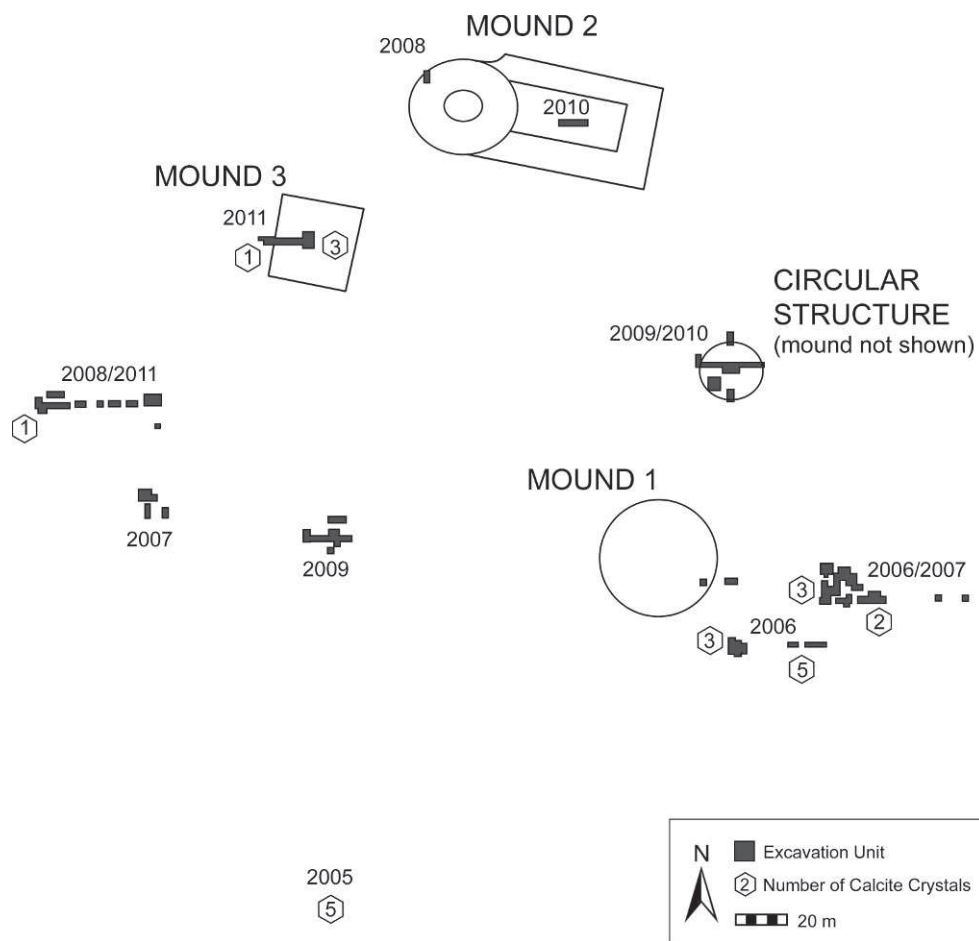 MOUND 2
2008
2010
MOUND 3
2011
1
3
CIRCULAR
STRUCTURE
(mound not shown)
2009/2010
2008/2011
1
MOUND 1
2007
2009
2006/2007
3
2
2006
3
5
2005
5
N
Excavation Unit
2 Number of Calcite Crystals
20 m